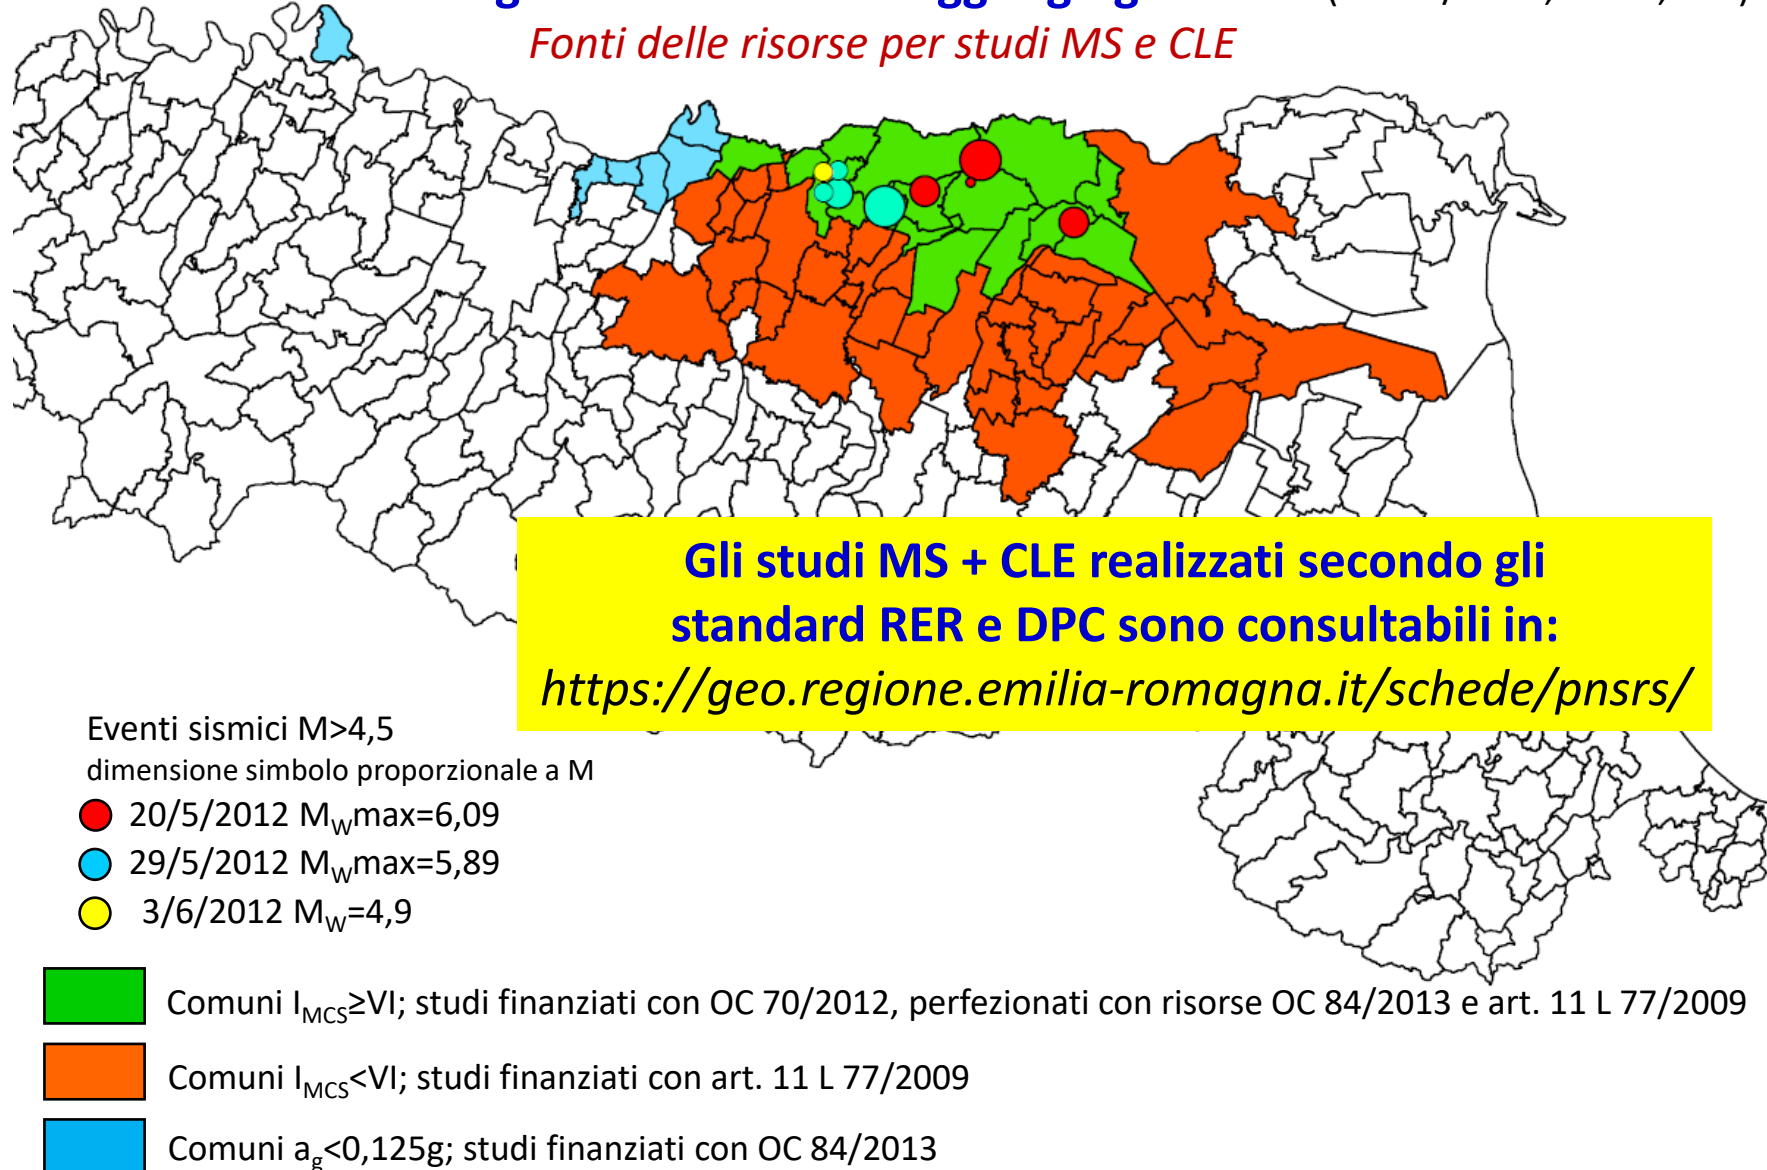 Fonti delle risorse per studi MS e CLE
Gli studi MS + CLE realizzati secondo gli
standard RER e DPC sono consultabili in:
https://geo.regione.emilia-romagna.it/schede/pnsrs/
Eventi sismici M>4,5
dimensione simbolo proporzionale a M
20/5/2012 MWmax=6,09
29/5/2012 MWmax=5,89
3/6/2012 MW=4,9
Comuni IMCS≥VI; studi finanziati con OC 70/2012, perfezionati con risorse OC 84/2013 e art. 11 L 77/2009
Comuni IMCS<VI; studi finanziati con art. 11 L 77/2009
Comuni ag<0,125g; studi finanziati con OC 84/2013